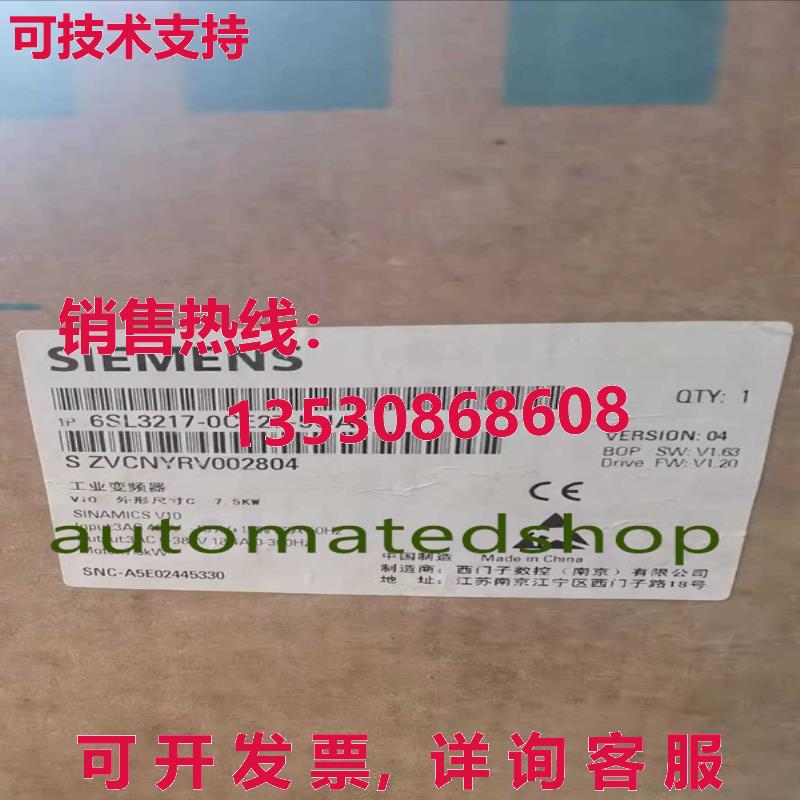 可技术支持
销售热线：
SIEMENS
QTY: 1
1P 6SL3217-0CE2
13530868608
VERSION: 04
S ZVCNYRV002804
BOP SW: V1.63
Drive FW: V1.20
工业变频器
V10 外形尺寸C 7.5KW
SINAMICS V10
CE
Input:3AC
automatedshop
中国制造 Made in China
制造商: 西门子数控（南京）有限公司
SNC-A5E02445330
地 址: 江苏南京江宁区西门子路18号
可开发票, 详询客服